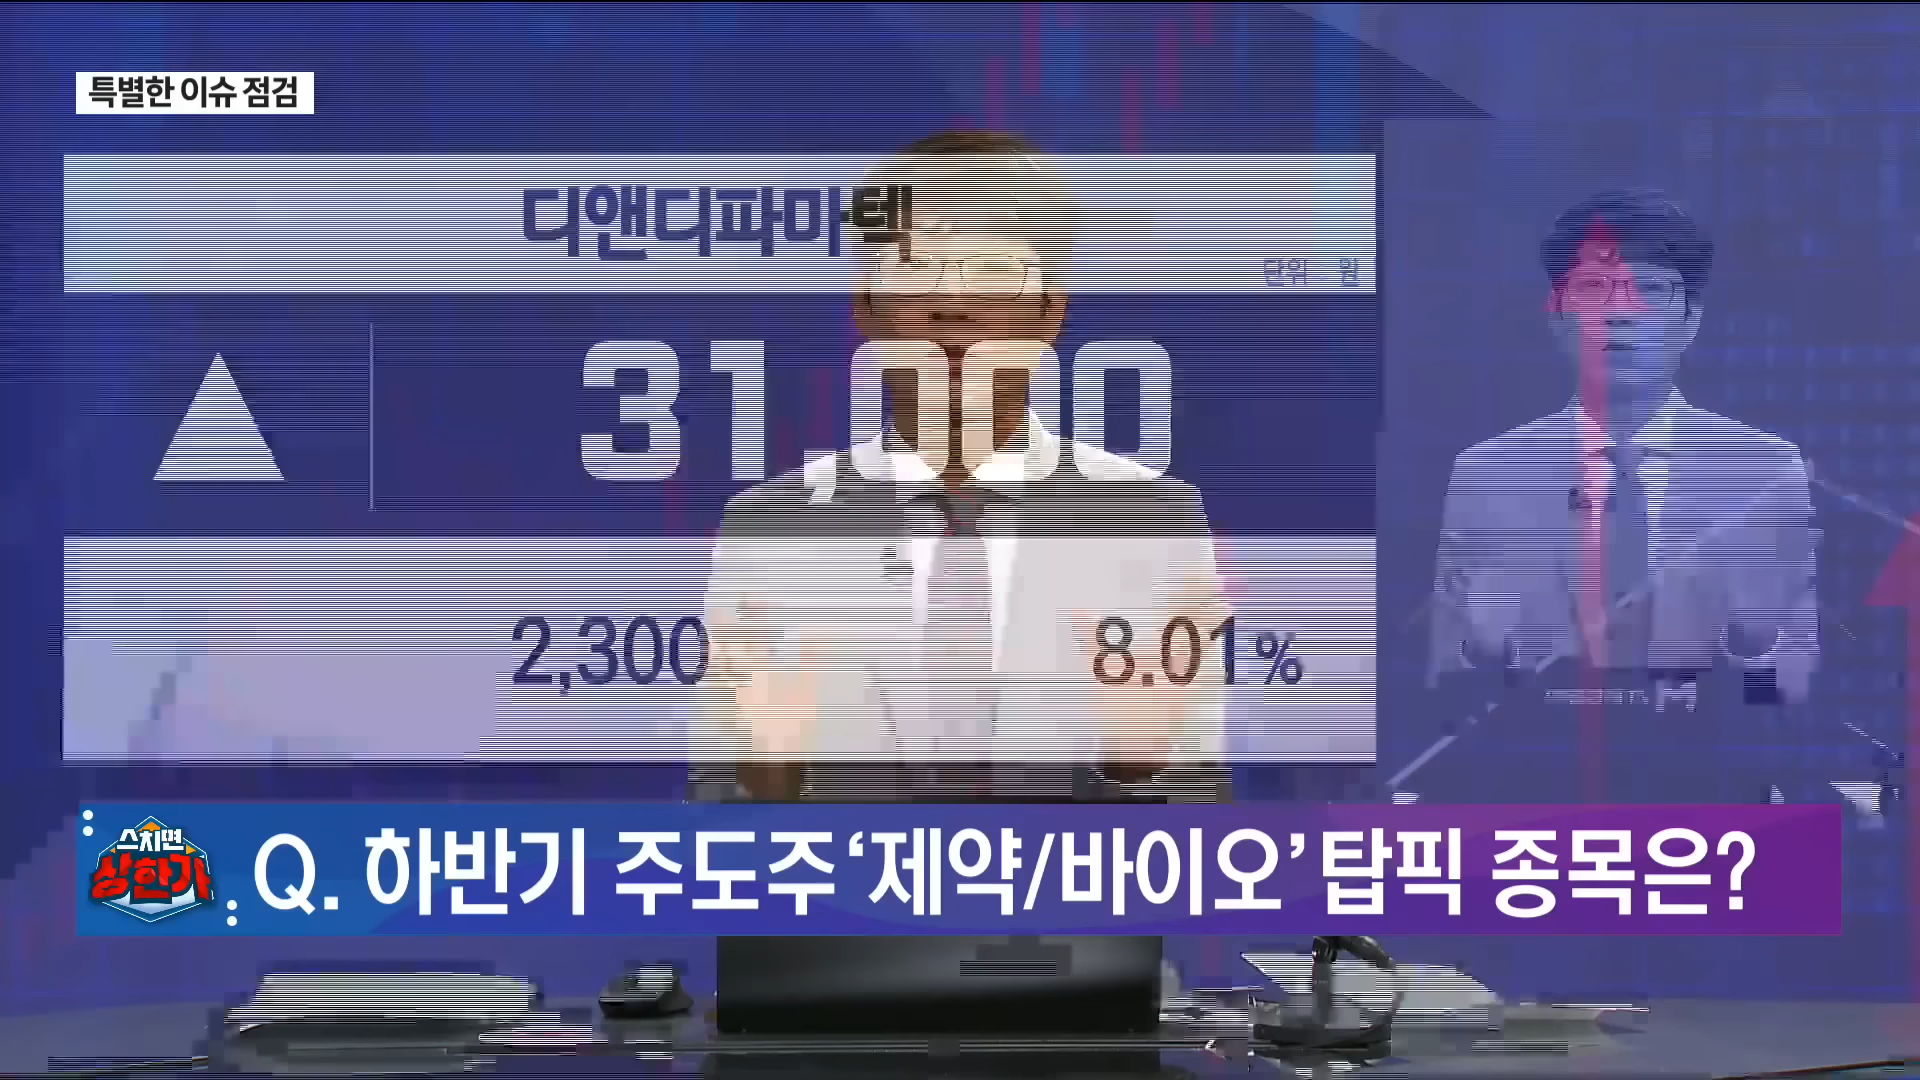 특별한 이슈 점검
디앤디파마텍
단위 : 원
▲ 31,000
2,300 8.01%
스치면 상한가
Q. 하반기 주도주 ‘제약/바이오’ 탑픽 종목은?